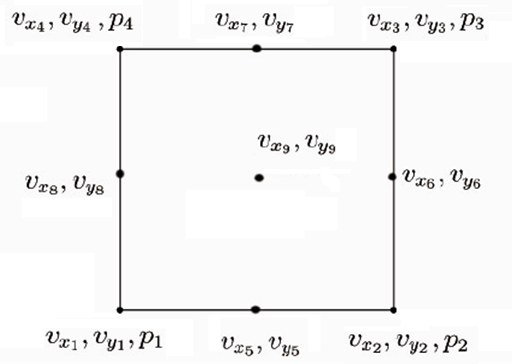 v_{x_4}, v_{y_4}, p_4
v_{x_7}, v_{y_7}
v_{x_3}, v_{y_3}, p_3
v_{x_9}, v_{y_9}
v_{x_8}, v_{y_8}
v_{x_6}, v_{y_6}
v_{x_1}, v_{y_1}, p_1
v_{x_5}, v_{y_5}
v_{x_2}, v_{y_2}, p_2